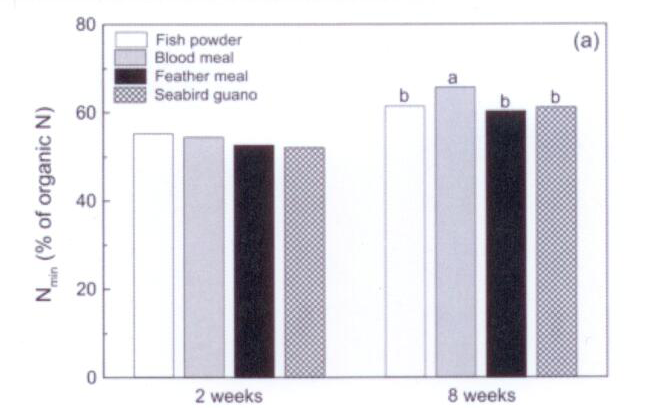 80
60
40
20
0
N_min (% of organic N)
(a)
Fish powder
Blood meal
Feather meal
Seabird guano
b
a
b
b
2 weeks
8 weeks